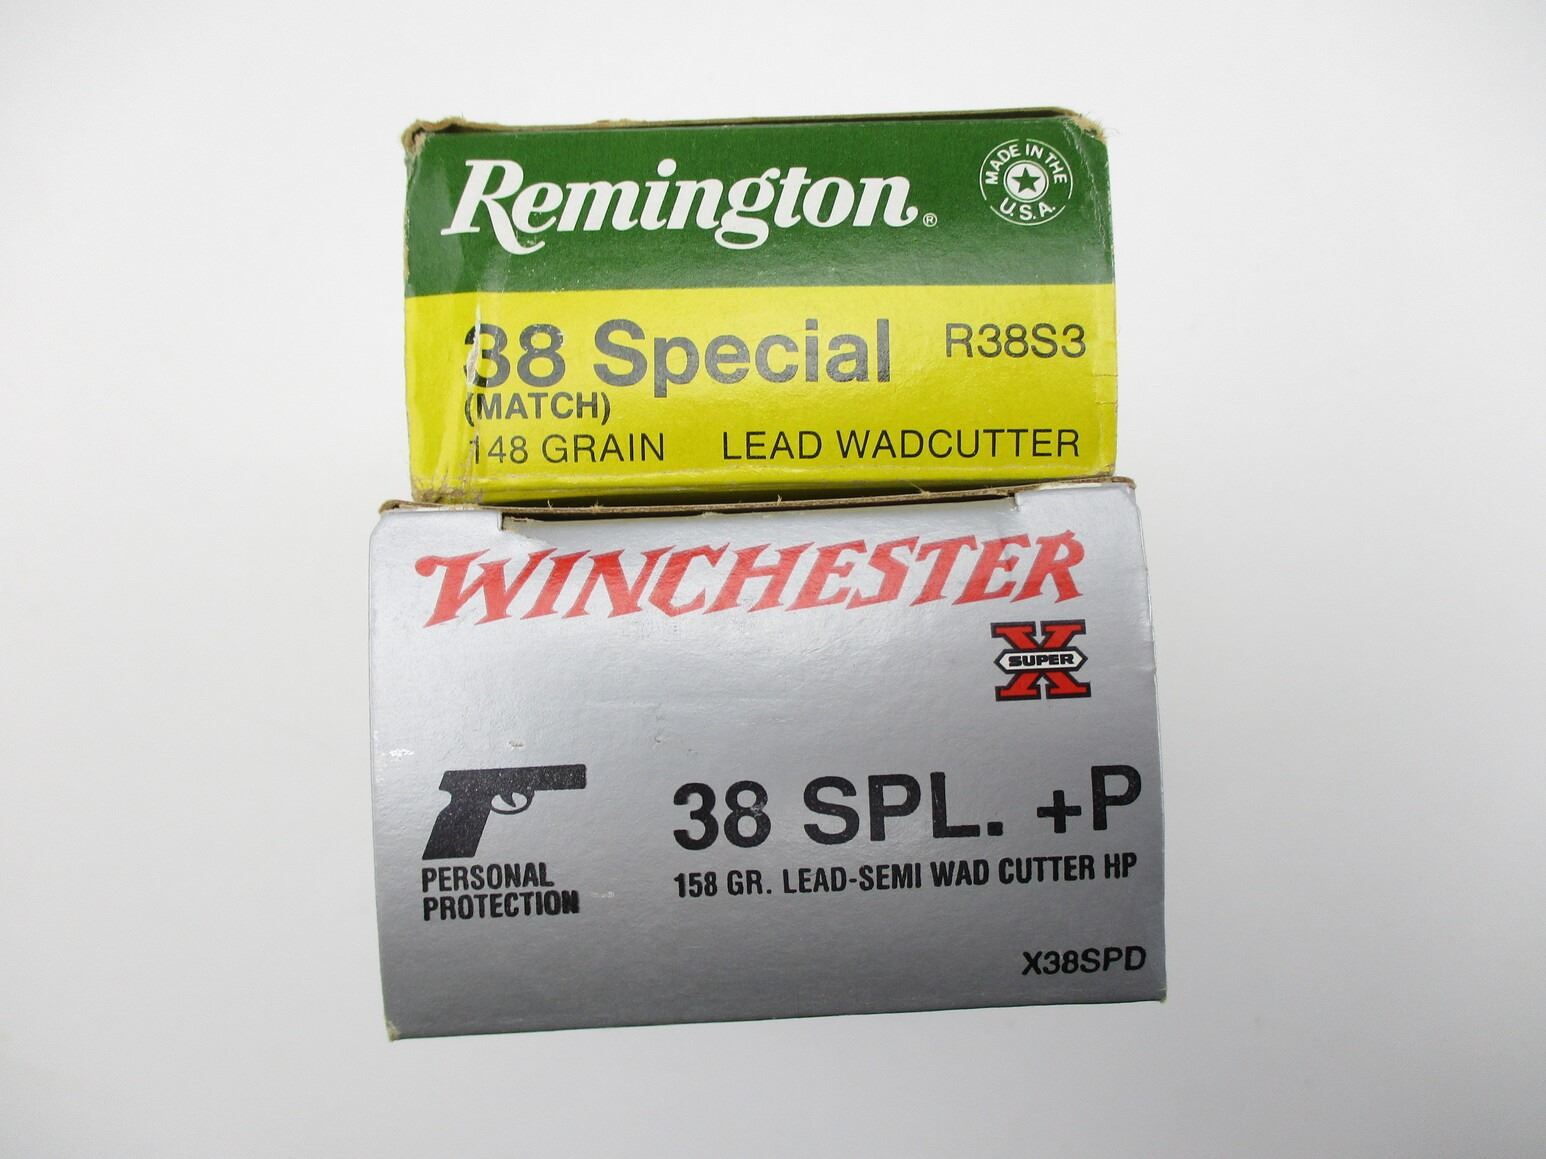 Remington®
MADE IN THE
U.S.A.
38 Special R38S3
(MATCH)
148 GRAIN LEAD WADCUTTER
WINCHESTER
SUPER
X
38 SPL. +P
PERSONAL
PROTECTION
158 GR. LEAD-SEMI WAD CUTTER HP
X38SPD